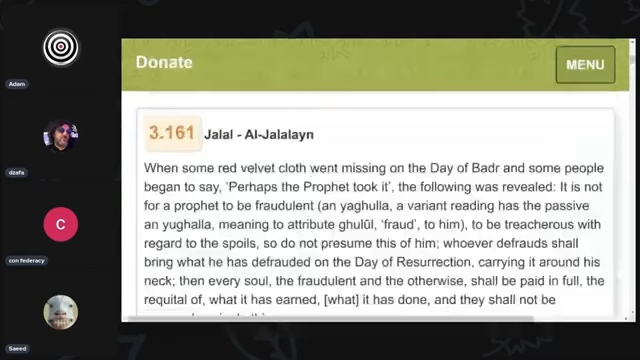 Donate
MENU
3.161 Jalal - Al-Jalalayn
When some red velvet cloth went missing on the Day of Badr and some people
began to say, 'Perhaps the Prophet took it', the following was revealed: It is not
for a prophet to be fraudulent (an yaghulla, a variant reading has the passive
an yughalla, meaning to attribute ghulūl, 'fraud', to him), to be treacherous with
regard to the spoils, so do not presume this of him; whoever defrauds shall
bring what he has defrauded on the Day of Resurrection, carrying it around his
neck; then every soul, the fraudulent and the otherwise, shall be paid in full, the
requital of, what it has earned, [what] it has done, and they shall not be
Adam
dzafa
C
con federacy
Saeed